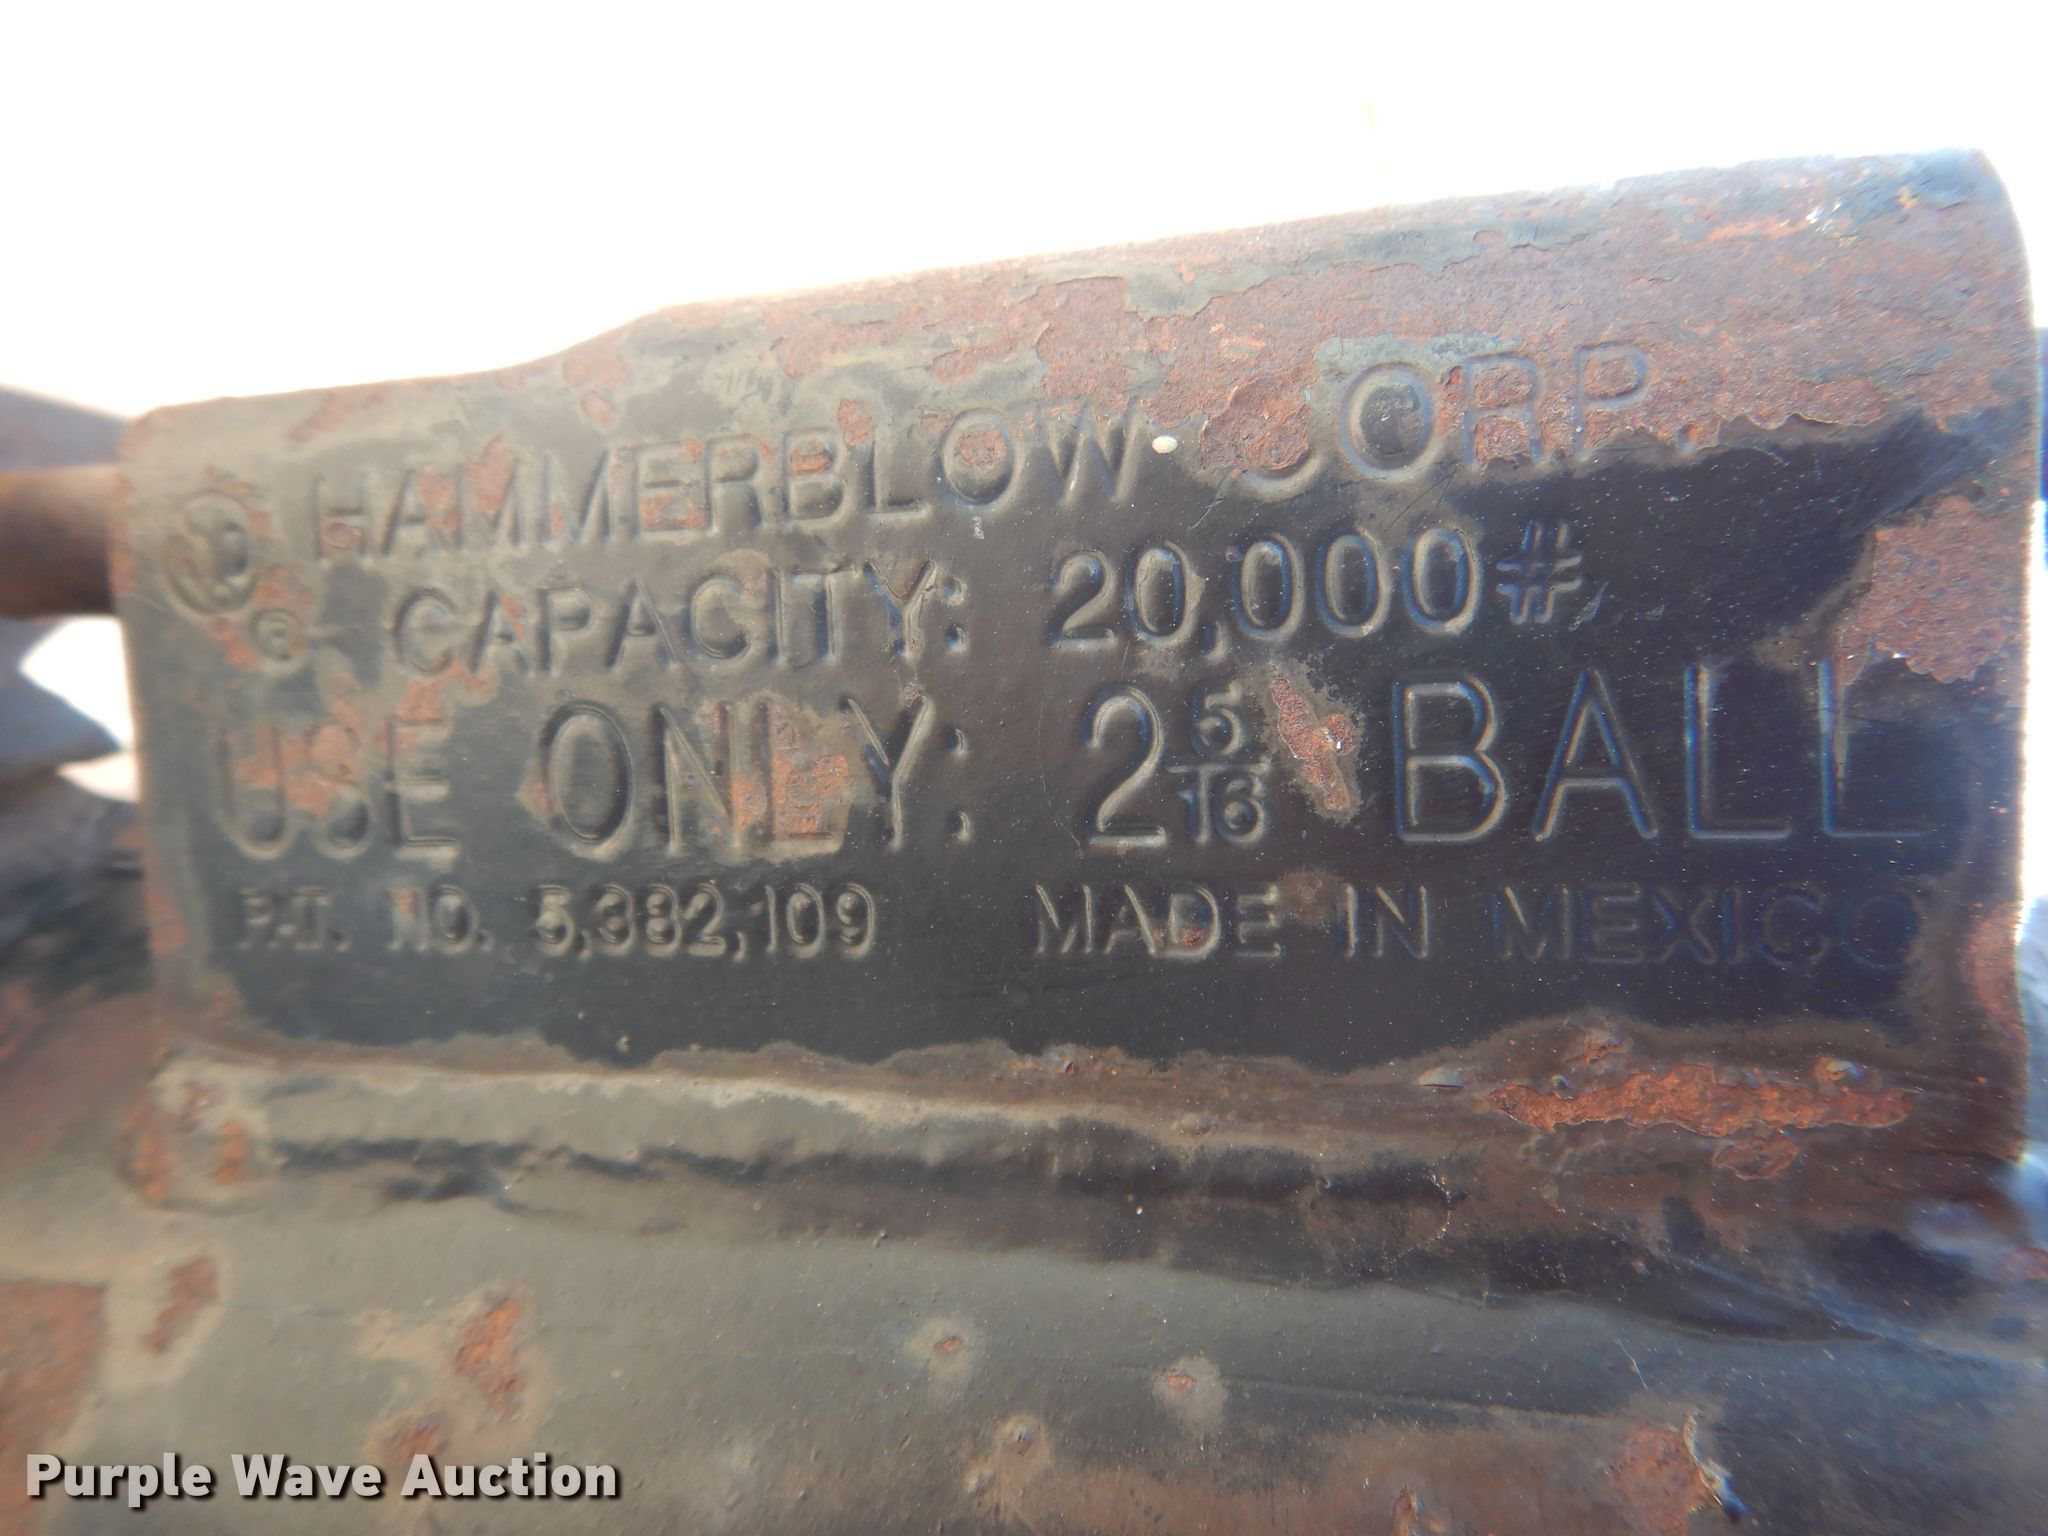 HAMMERBLOW CORP.
® CAPACITY: 20,000#
USE ONLY: 2 5/16 BALL
PAT. NO. 5,382,109 MADE IN MEXICO
Purple Wave Auction